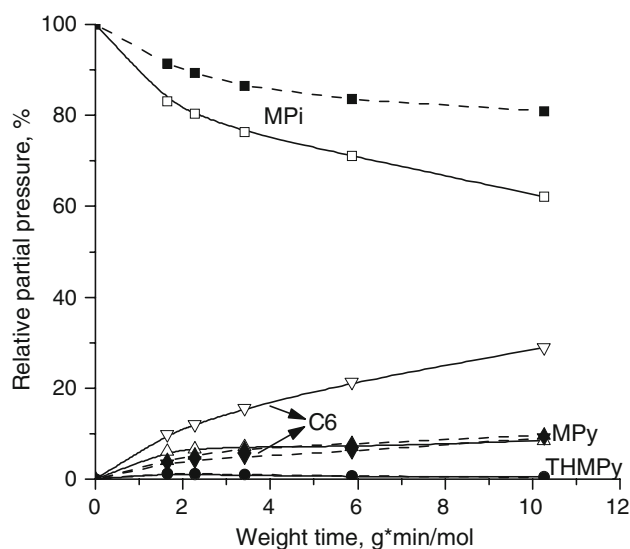 Relative partial pressure, %
100
80
60
40
20
0
MPi
C6
MPy
THMPy
0 2 4 6 8 10 12
Weight time, g*min/mol